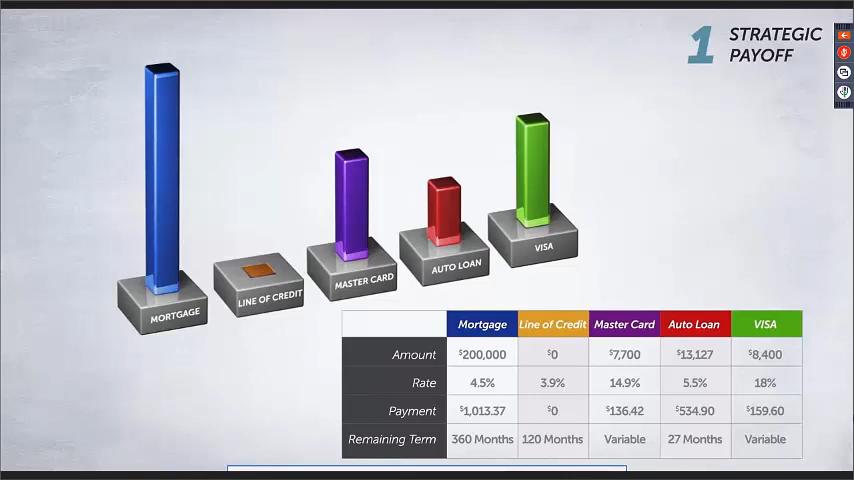 1 STRATEGIC
PAYOFF
MORTGAGE
LINE OF CREDIT
MASTER CARD
AUTO LOAN
VISA
Mortgage Line of Credit Master Card Auto Loan VISA
Amount $200,000 $0 $7,700 $13,127 $8,400
Rate 4.5% 3.9% 14.9% 5.5% 18%
Payment $1,013.37 $0 $136.42 $534.90 $159.60
Remaining Term 360 Months 120 Months Variable 27 Months Variable